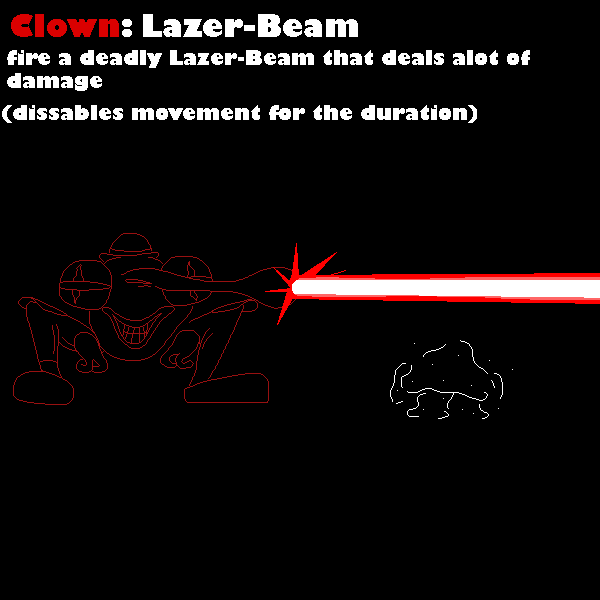 Clown: Lazer-Beam
fire a deadly Lazer-Beam that deals alot of
damage
(dissables movement for the duration)